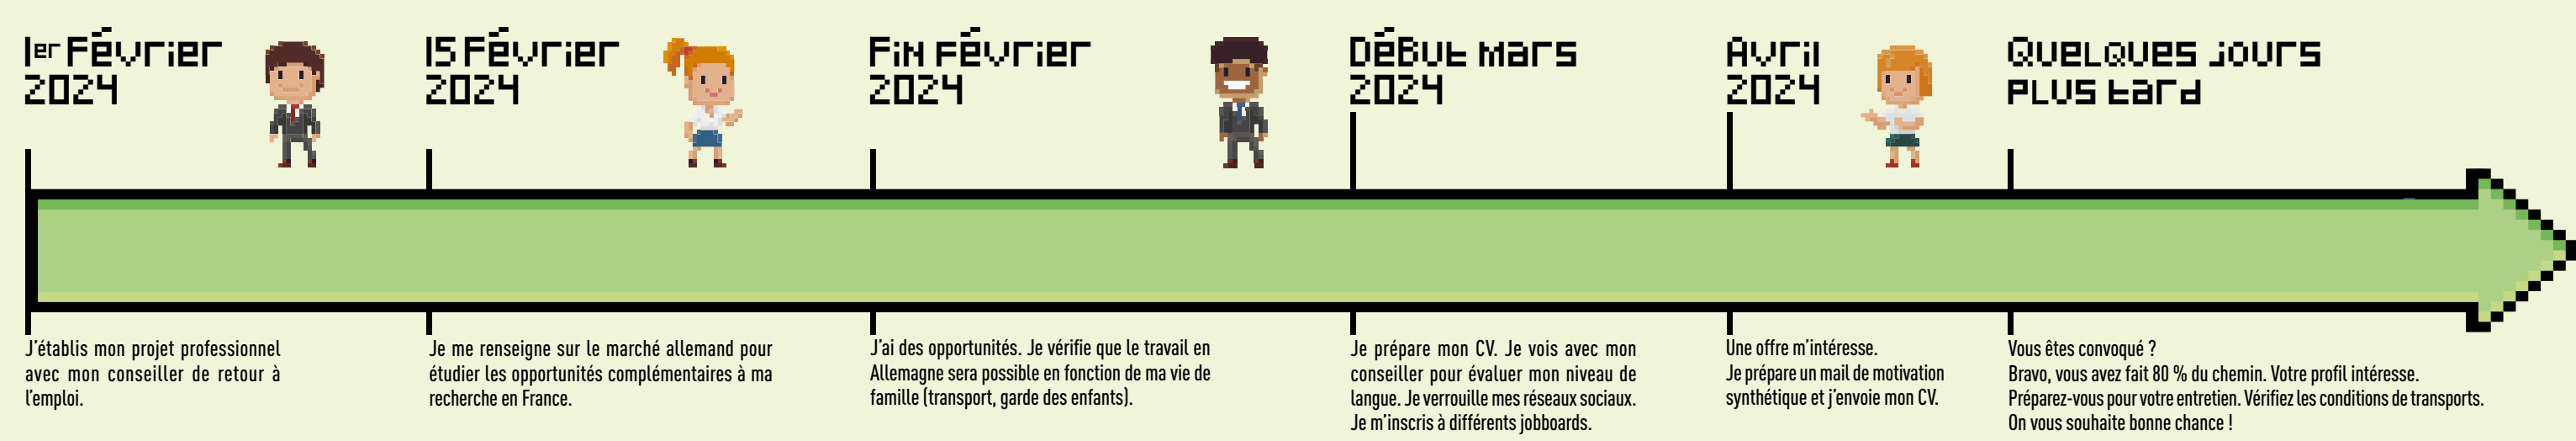 1er Février
2024
J'établis mon projet professionnel
avec mon conseiller de retour à
l'emploi.
15 Février
2024
Je me renseigne sur le marché allemand pour
étudier les opportunités complémentaires à ma
recherche en France.
Fin février
2024
J'ai des opportunités. Je vérifie que le travail en
Allemagne sera possible en fonction de ma vie de
famille (transport, garde des enfants).
Début mars
2024
Je prépare mon CV. Je vois avec mon
conseiller pour évaluer mon niveau de
langue. Je verrouille mes réseaux sociaux.
Je m'inscris à différents jobboards.
Avril
2024
Une offre m'intéresse.
Je prépare un mail de motivation
synthétique et j'envoie mon CV.
Quelques jours
plus tard
Vous êtes convoqué ?
Bravo, vous avez fait 80 % du chemin. Votre profil intéresse.
Préparez-vous pour votre entretien. Vérifiez les conditions de transports.
On vous souhaite bonne chance !